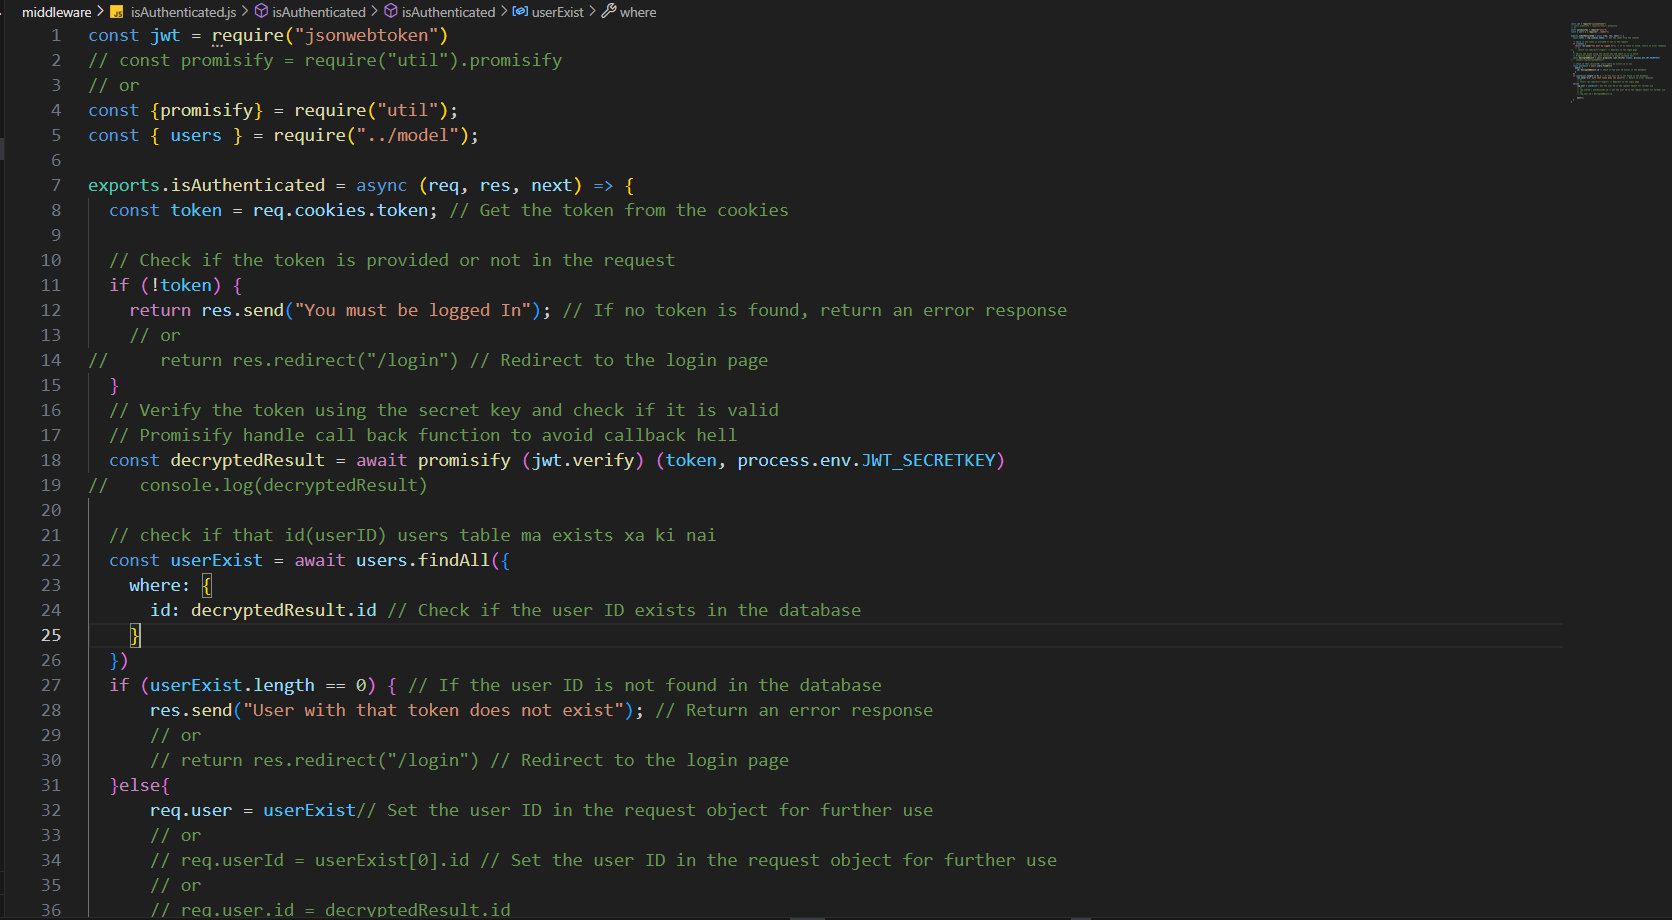 middleware > isAuthenticated.js > isAuthenticated > isAuthenticated > userExist > where
1 const jwt = require("jsonwebtoken")
2 // const promisify = require("util").promisify
3 // or
4 const {promisify} = require("util");
5 const { users } = require("../model");
6
7 exports.isAuthenticated = async (req, res, next) => {
8 const token = req.cookies.token; // Get the token from the cookies
9
10 // Check if the token is provided or not in the request
11 if (!token) {
12 return res.send("You must be logged In"); // If no token is found, return an error response
13 // or
14 // return res.redirect("/login") // Redirect to the login page
15 }
16 // Verify the token using the secret key and check if it is valid
17 // Promisify handle call back function to avoid callback hell
18 const decryptedResult = await promisify (jwt.verify) (token, process.env.JWT_SECRETKEY)
19 // console.log(decryptedResult)
20
21 // check if that id(userID) users table ma exists xa ki nai
22 const userExist = await users.findAll({
23 where: {
24 id: decryptedResult.id // Check if the user ID exists in the database
25 }
26 })
27 if (userExist.length == 0) { // If the user ID is not found in the database
28 res.send("User with that token does not exist"); // Return an error response
29 // or
30 // return res.redirect("/login") // Redirect to the login page
31 }else{
32 req.user = userExist// Set the user ID in the request object for further use
33 // or
34 // req.userId = userExist[0].id // Set the user ID in the request object for further use
35 // or
36 // req.user.id = decryptedResult.id